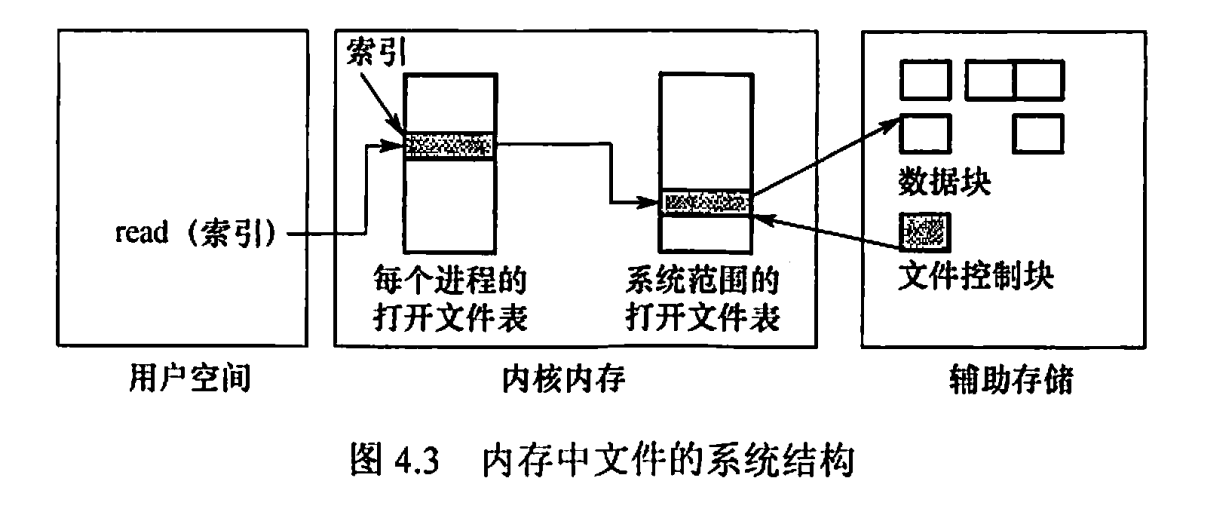 索引
read（索引）
每个进程的
打开文件表
系统范围的
打开文件表
数据块
文件控制块
用户空间
内核内存
辅助存储
图 4.3 内存中文件的系统结构